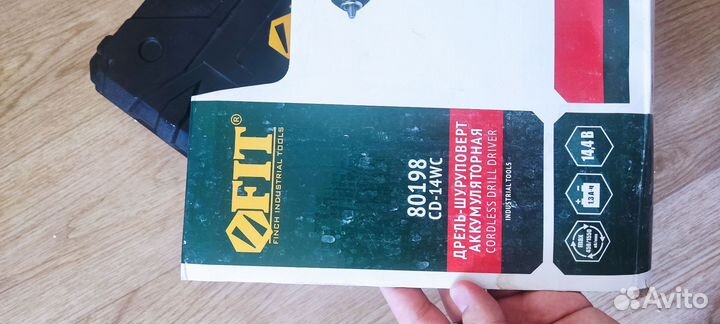 FIT®
FINCH INDUSTRIAL TOOLS
80198
CD-14WC
ДРЕЛЬ-ШУРУПОВЕРТ
АККУМУЛЯТОРНАЯ
CORDLESS DRILL DRIVER
INDUSTRIAL TOOLS
14,4 В
1,3 А·ч
max
Avito